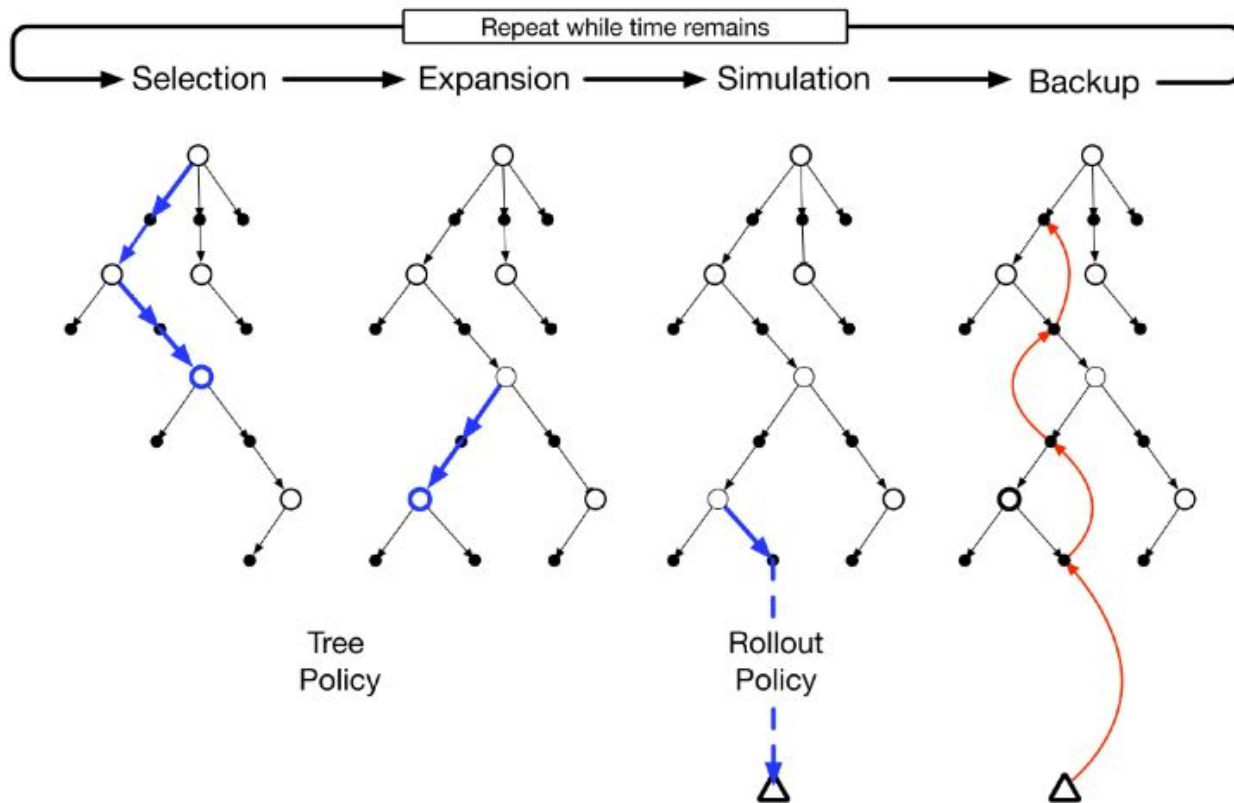 Repeat while time remains
Selection
Expansion
Simulation
Backup
Tree
Policy
Rollout
Policy